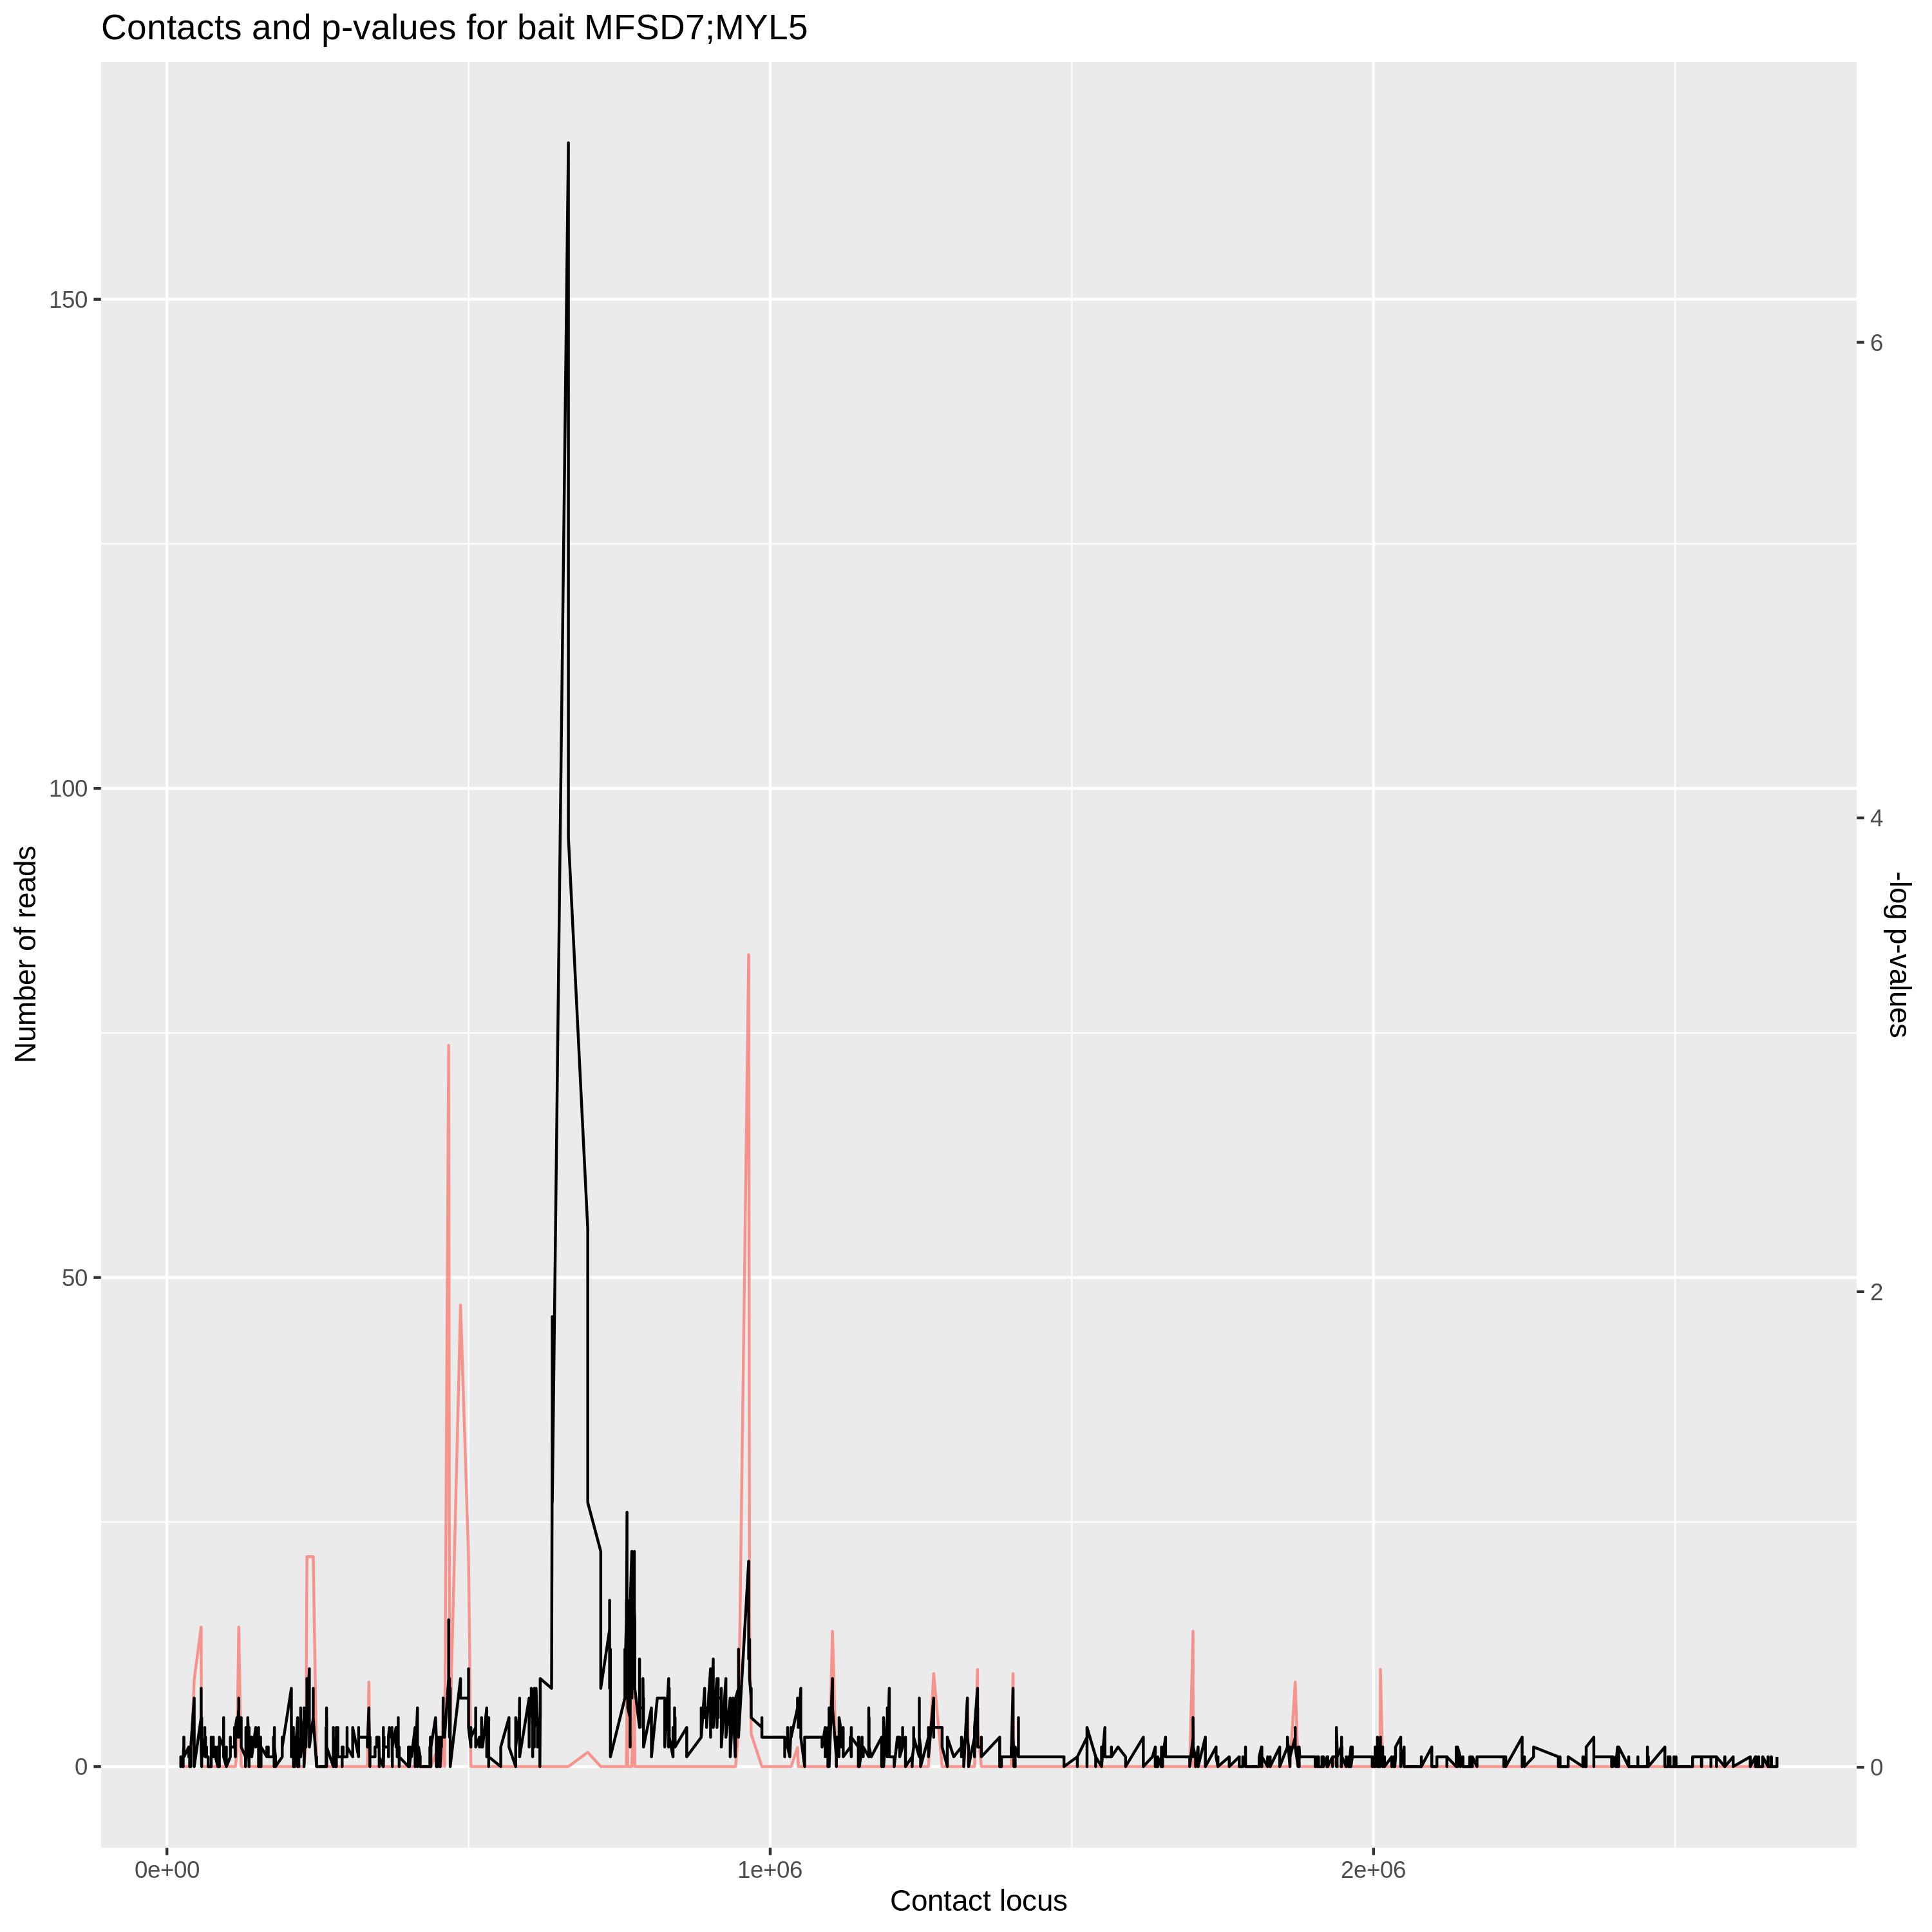 Contacts and p-values for bait MFSD7;MYL5
150
100
50
0
Number of reads
6
4
2
0
-log p-values
0e+00
1e+06
2e+06
Contact locus